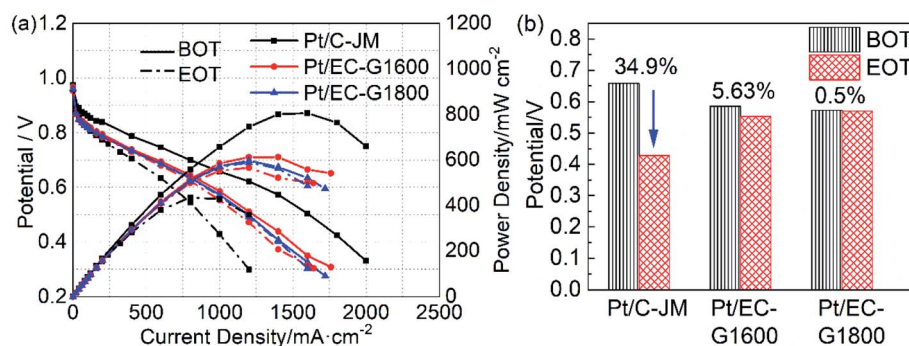 (a)
1.2
1.0
0.8
0.6
0.4
0.2
Potential / V
BOT
EOT
Pt/C-JM
Pt/EC-G1600
Pt/EC-G1800
1200
1000
800
600
400
200
0
Power Density/mW cm-2
0 500 1000 1500 2000 2500
Current Density/mA·cm-2
(b)
0.8
0.7
0.6
0.5
0.4
0.3
0.2
0.1
0.0
Potential/V
BOT
EOT
34.9%
5.63%
0.5%
Pt/C-JM
Pt/EC-
G1600
Pt/EC-
G1800